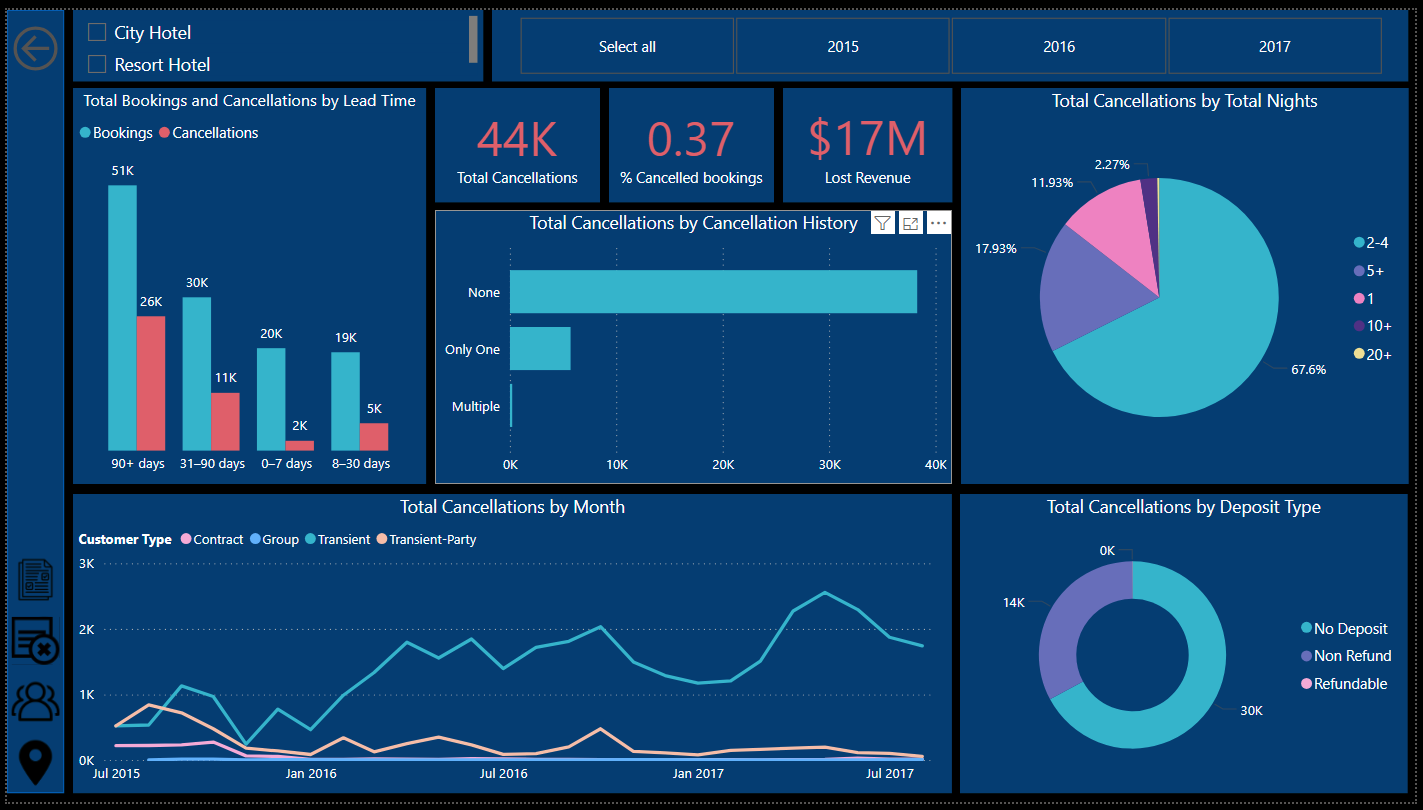 City Hotel
Resort Hotel
Select all
2015
2016
2017
Total Bookings and Cancellations by Lead Time
Bookings Cancellations
51K
26K
30K
11K
20K
2K
19K
5K
90+ days
31–90 days
0–7 days
8–30 days
44K
Total Cancellations
0.37
% Cancelled bookings
$17M
Lost Revenue
Total Cancellations by Cancellation History
None
Only One
Multiple
0K
10K
20K
30K
40K
Total Cancellations by Total Nights
2.27%
11.93%
17.93%
67.6%
2-4
5+
1
10+
20+
Total Cancellations by Month
Customer Type Contract Group Transient Transient-Party
3K
2K
1K
0K
Jul 2015
Jan 2016
Jul 2016
Jan 2017
Jul 2017
Total Cancellations by Deposit Type
0K
14K
30K
No Deposit
Non Refund
Refundable